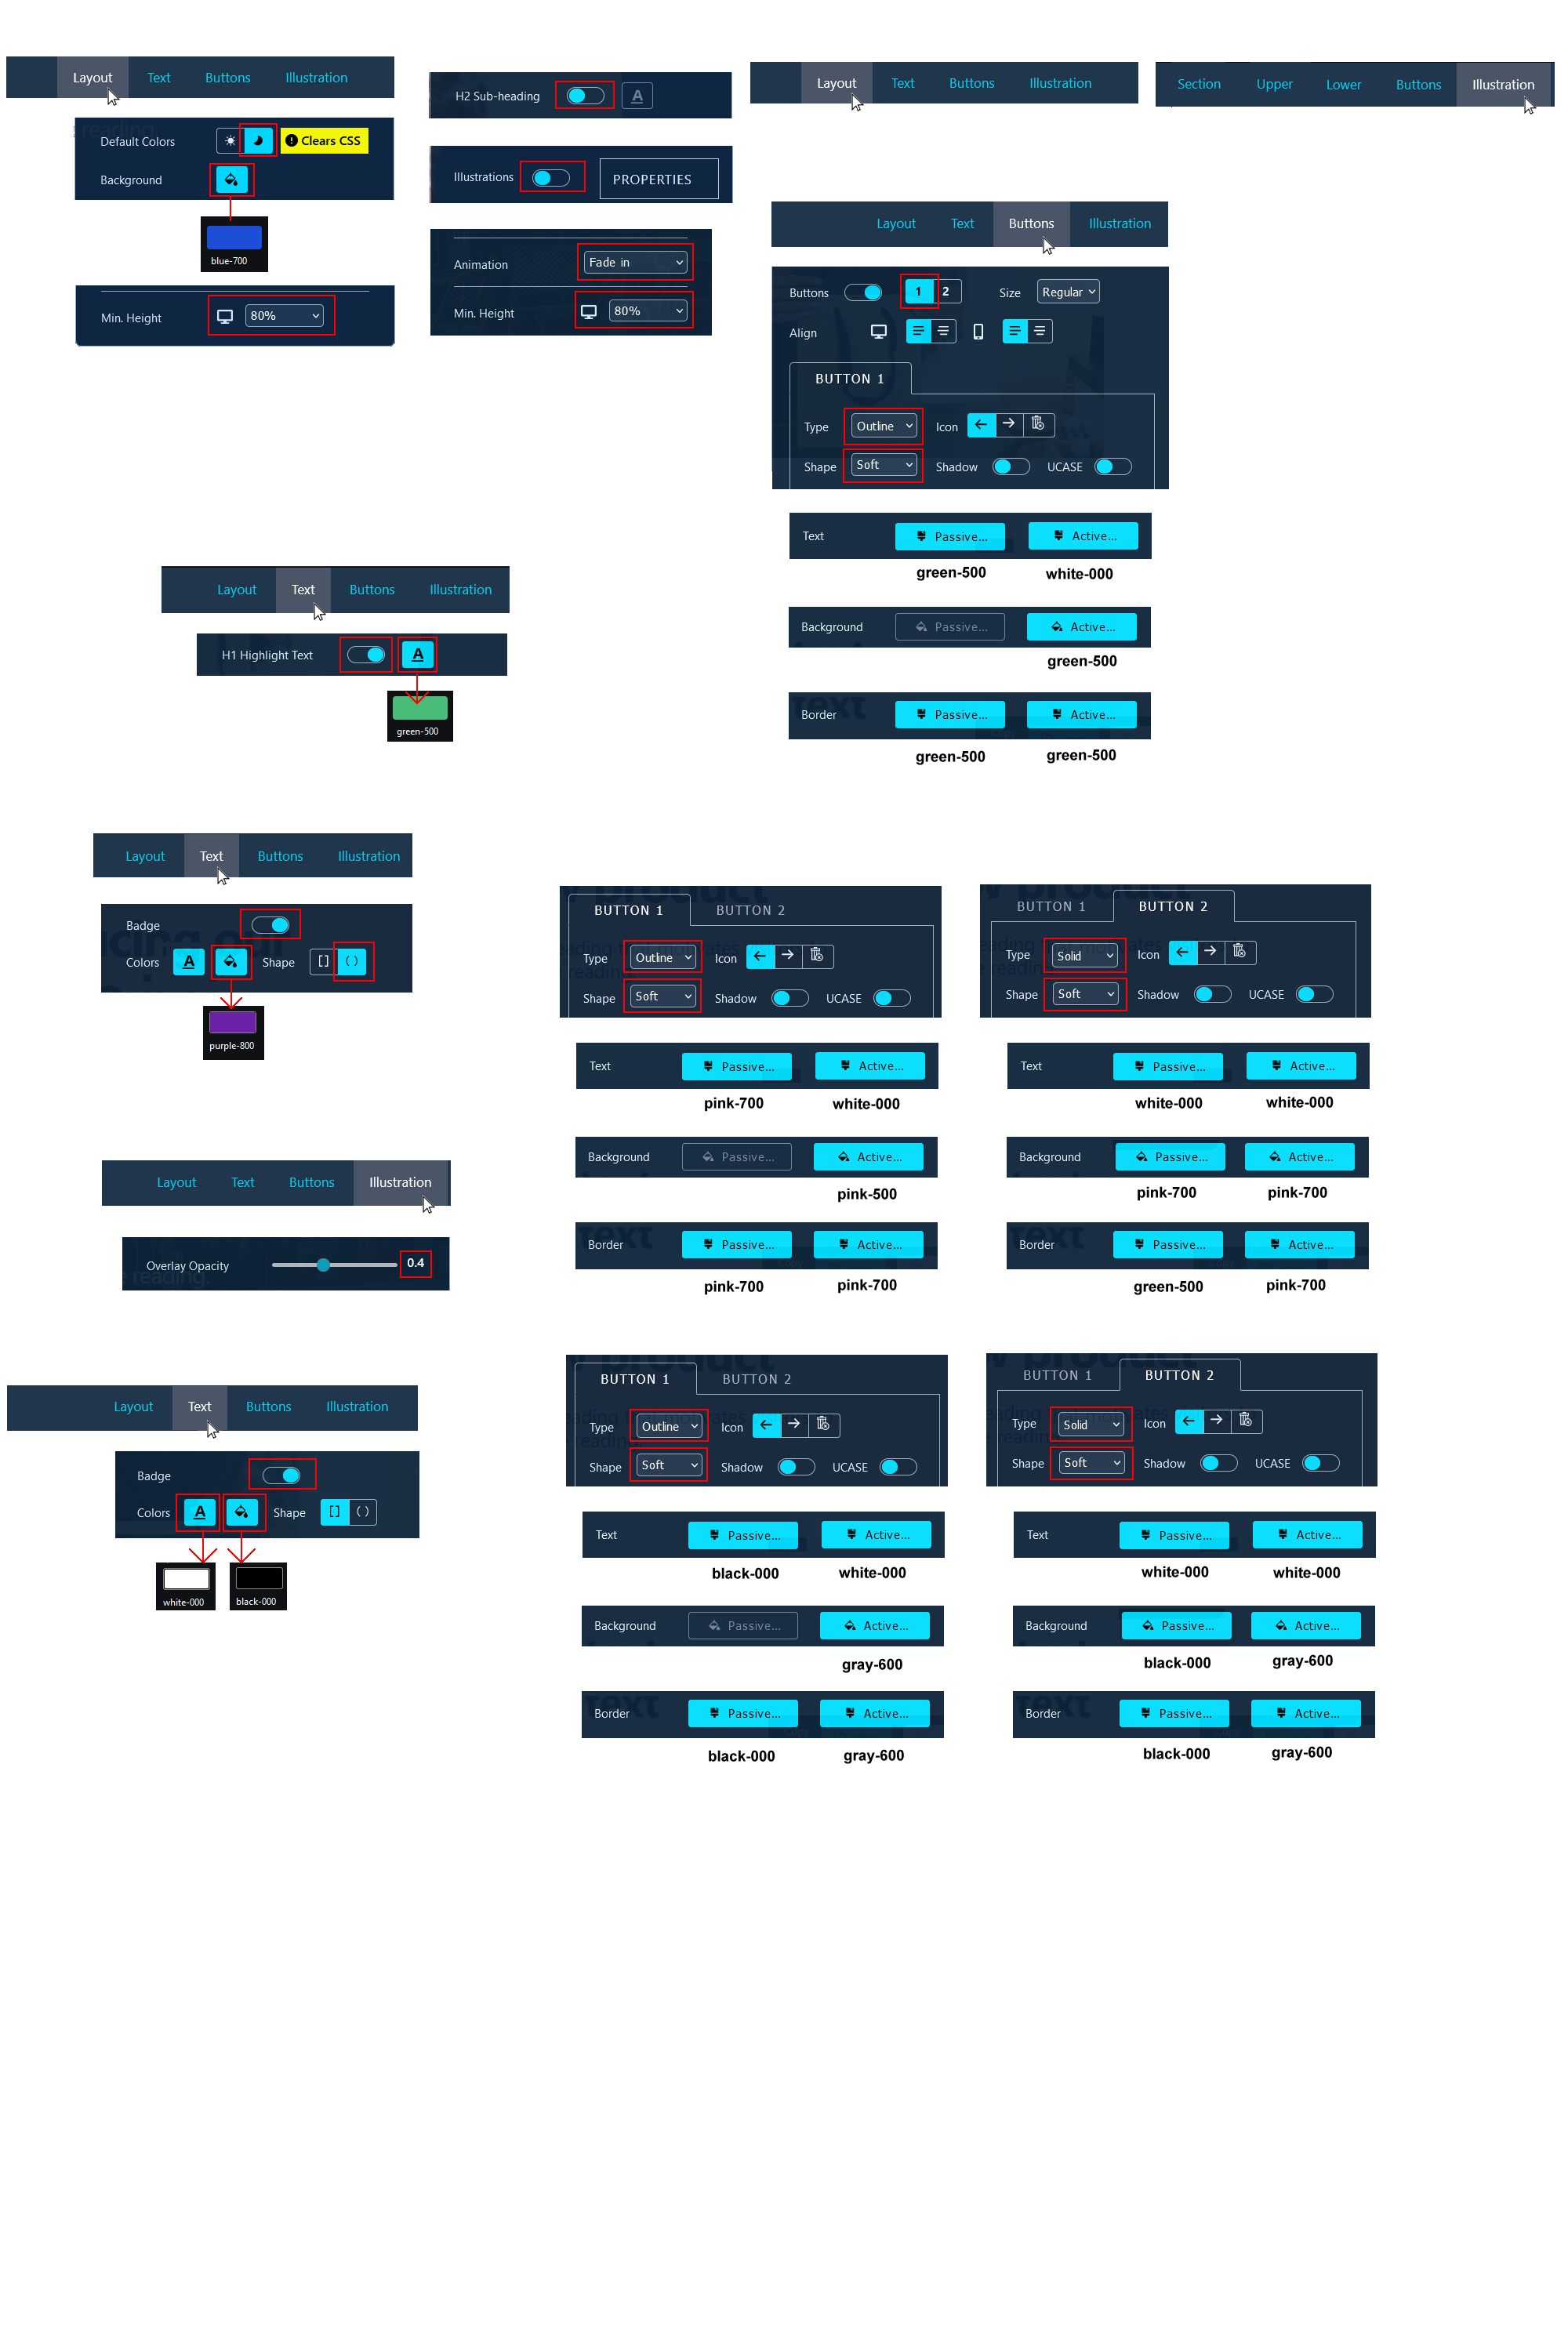 Layout Text Buttons Illustration
Default Colors Clears CSS
Background
blue-700
Min. Height 80%
H2 Sub-heading A
Illustrations PROPERTIES
Animation Fade in
Min. Height 80%
Layout Text Buttons Illustration
Section Upper Lower Buttons Illustration
Layout Text Buttons Illustration
Buttons 1 2 Size Regular
Align
BUTTON 1
Type Outline Icon
Shape Soft Shadow UCASE
Text Passive... Active...
green-500 white-000
Background Passive... Active...
green-500
Border Passive... Active...
green-500 green-500
Layout Text Buttons Illustration
H1 Highlight Text A
green-500
Layout Text Buttons Illustration
Badge
Colors A Shape [] ()
purple-800
Layout Text Buttons Illustration
Overlay Opacity 0.4
BUTTON 1 BUTTON 2
Type Outline Icon
Shape Soft Shadow UCASE
Text Passive... Active...
pink-700 white-000
Background Passive... Active...
pink-500
Border Passive... Active...
pink-700 pink-700
BUTTON 1 BUTTON 2
Type Solid Icon
Shape Soft Shadow UCASE
Text Passive... Active...
white-000 white-000
Background Passive... Active...
pink-700 pink-700
Border Passive... Active...
green-500 pink-700
Layout Text Buttons Illustration
Badge
Colors A Shape [] ()
white-000 black-000
BUTTON 1 BUTTON 2
Type Outline Icon
Shape Soft Shadow UCASE
Text Passive... Active...
black-000 white-000
Background Passive... Active...
gray-600
Border Passive... Active...
black-000 gray-600
BUTTON 1 BUTTON 2
Type Solid Icon
Shape Soft Shadow UCASE
Text Passive... Active...
white-000 white-000
Background Passive... Active...
black-000 gray-600
Border Passive... Active...
black-000 gray-600